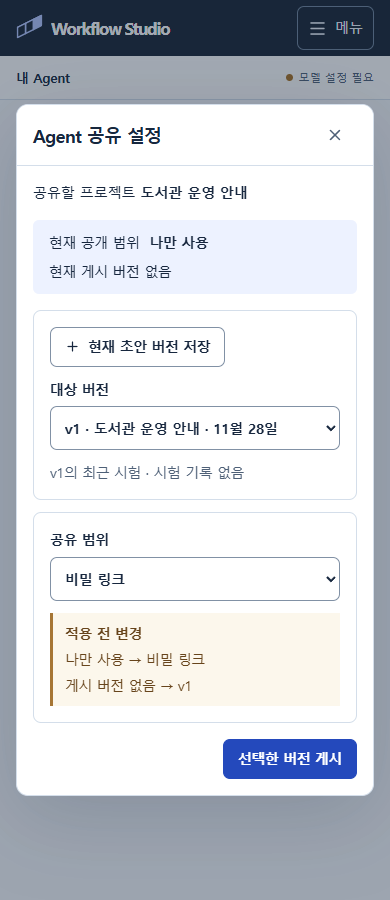 Workflow Studio
메뉴
내 Agent
모델 설정 필요
Agent 공유 설정
공유할 프로젝트 도서관 운영 안내
현재 공개 범위 나만 사용
현재 게시 버전 없음
+ 현재 초안 버전 저장
대상 버전
v1 · 도서관 운영 안내 · 11월 28일
v1의 최근 시험 · 시험 기록 없음
공유 범위
비밀 링크
적용 전 변경
나만 사용 → 비밀 링크
게시 버전 없음 → v1
선택한 버전 게시